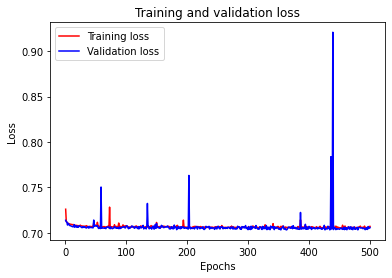 Training and validation loss
Training loss
Validation loss
Loss
0.90
0.85
0.80
0.75
0.70
0 100 200 300 400 500
Epochs